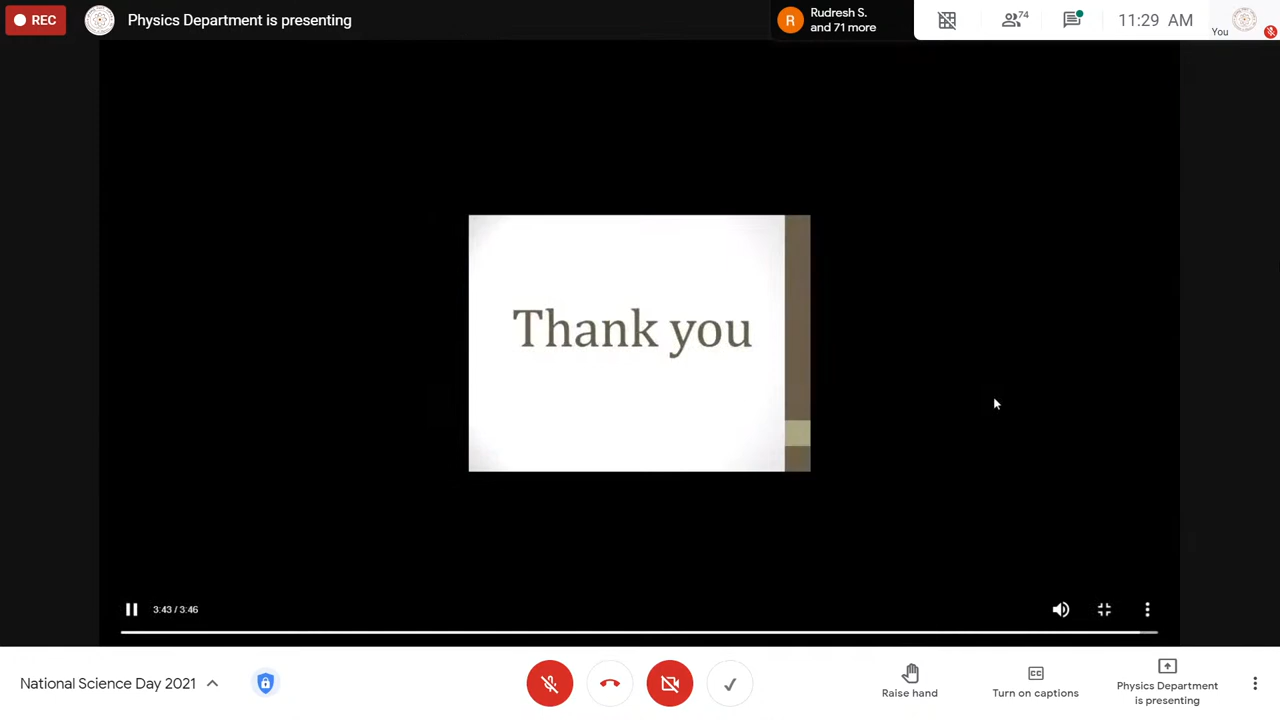 REC
Physics Department is presenting
R
Rudresh S.
and 71 more
74
11:29 AM
You
Thank you
3:43 / 3:46
National Science Day 2021
Raise hand
CC
Turn on captions
Physics Department
is presenting